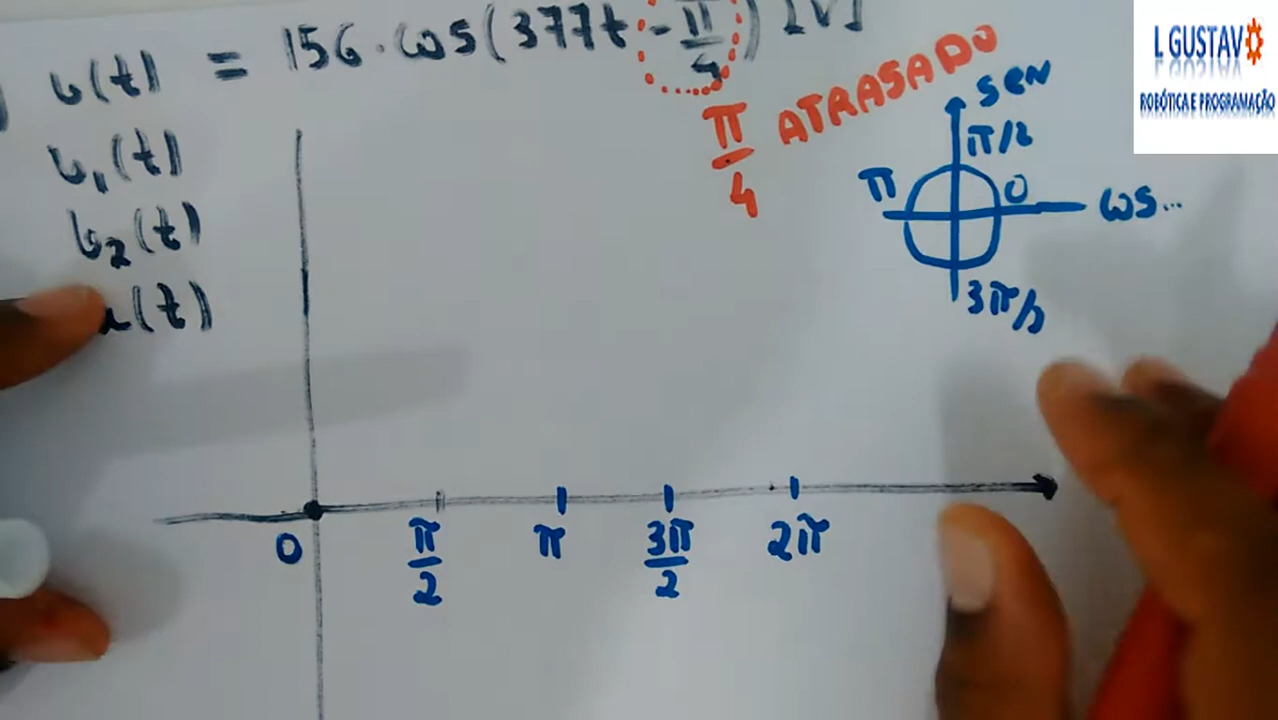 v(t) = 156 · cos(377t - π/4) [V]
v₁(t)
v₂(t)
(t)
π/4 ATRASADO
SEN
π/2
π
0
cos...
3π/2
0
π/2
π
3π/2
2π
L GUSTAVO
ROBÓTICA E PROGRAMAÇÃO